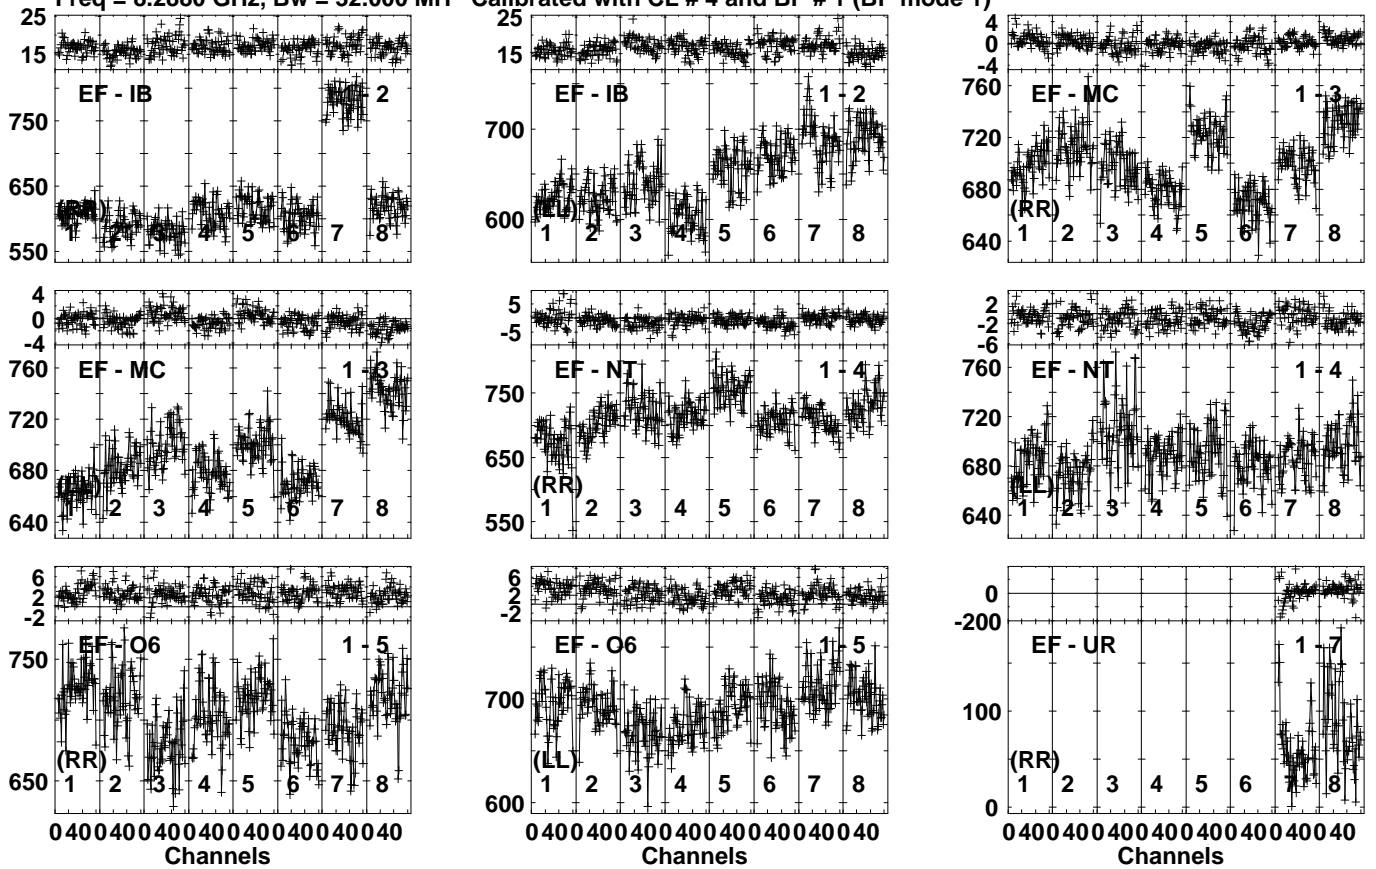 Freq = 8.2880 GHz, Bw = 32.000 MH Calibrated with CL # 4 and BP # 1 (BP mode 1)
25 25 4
15 15 0
-4
EF - IB 1 - 2 EF - IB 1 - 2 EF - MC 1 - 3
750 700 760
650 600 720
550 680
640
(RR) (LL) (RR)
1 2 3 4 5 6 7 8 1 2 3 4 5 6 7 8 1 2 3 4 5 6 7 8
4 5 2
0 -5 -2
-4 -6
EF - MC 1 - 3 EF - NT 1 - 4 EF - NT 1 - 4
760 750 760
720 650 720
680 550 680
640 640
(LL) (RR) (LL)
1 2 3 4 5 6 7 8 1 2 3 4 5 6 7 8 1 2 3 4 5 6 7 8
6 6 0
2 2 -200
-2 -2
EF - O6 1 - 5 EF - O6 1 - 5 EF - UR 1 - 7
750 700 100
650 600 0
(RR) (LL) (RR)
1 2 3 4 5 6 7 8 1 2 3 4 5 6 7 8 1 2 3 4 5 6 7 8
0 40 0 40 0 40 0 40 0 40 0 40 0 40 0 40 0 40 0 40 0 40 0 40 0 40 0 40 0 40 0 40 0 40 0 40 0 40 0 40 0 40 0 40 0 40 0 40
Channels Channels Channels